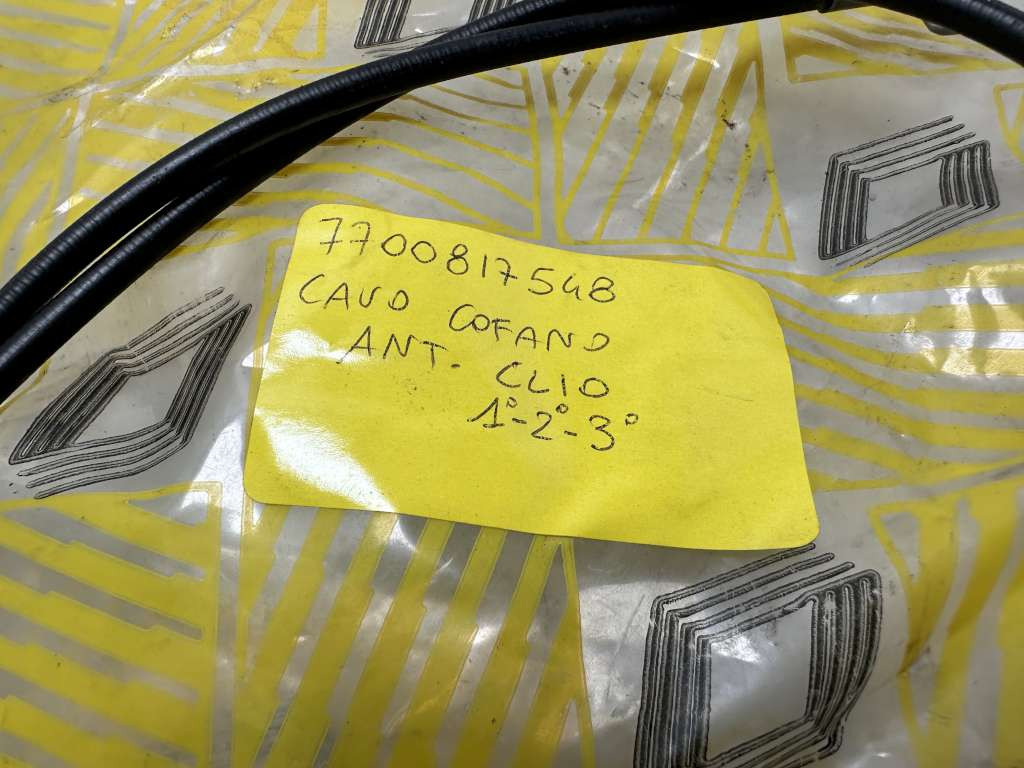 7700817548
CAVO COFANO
ANT. CLIO
1°-2°-3°